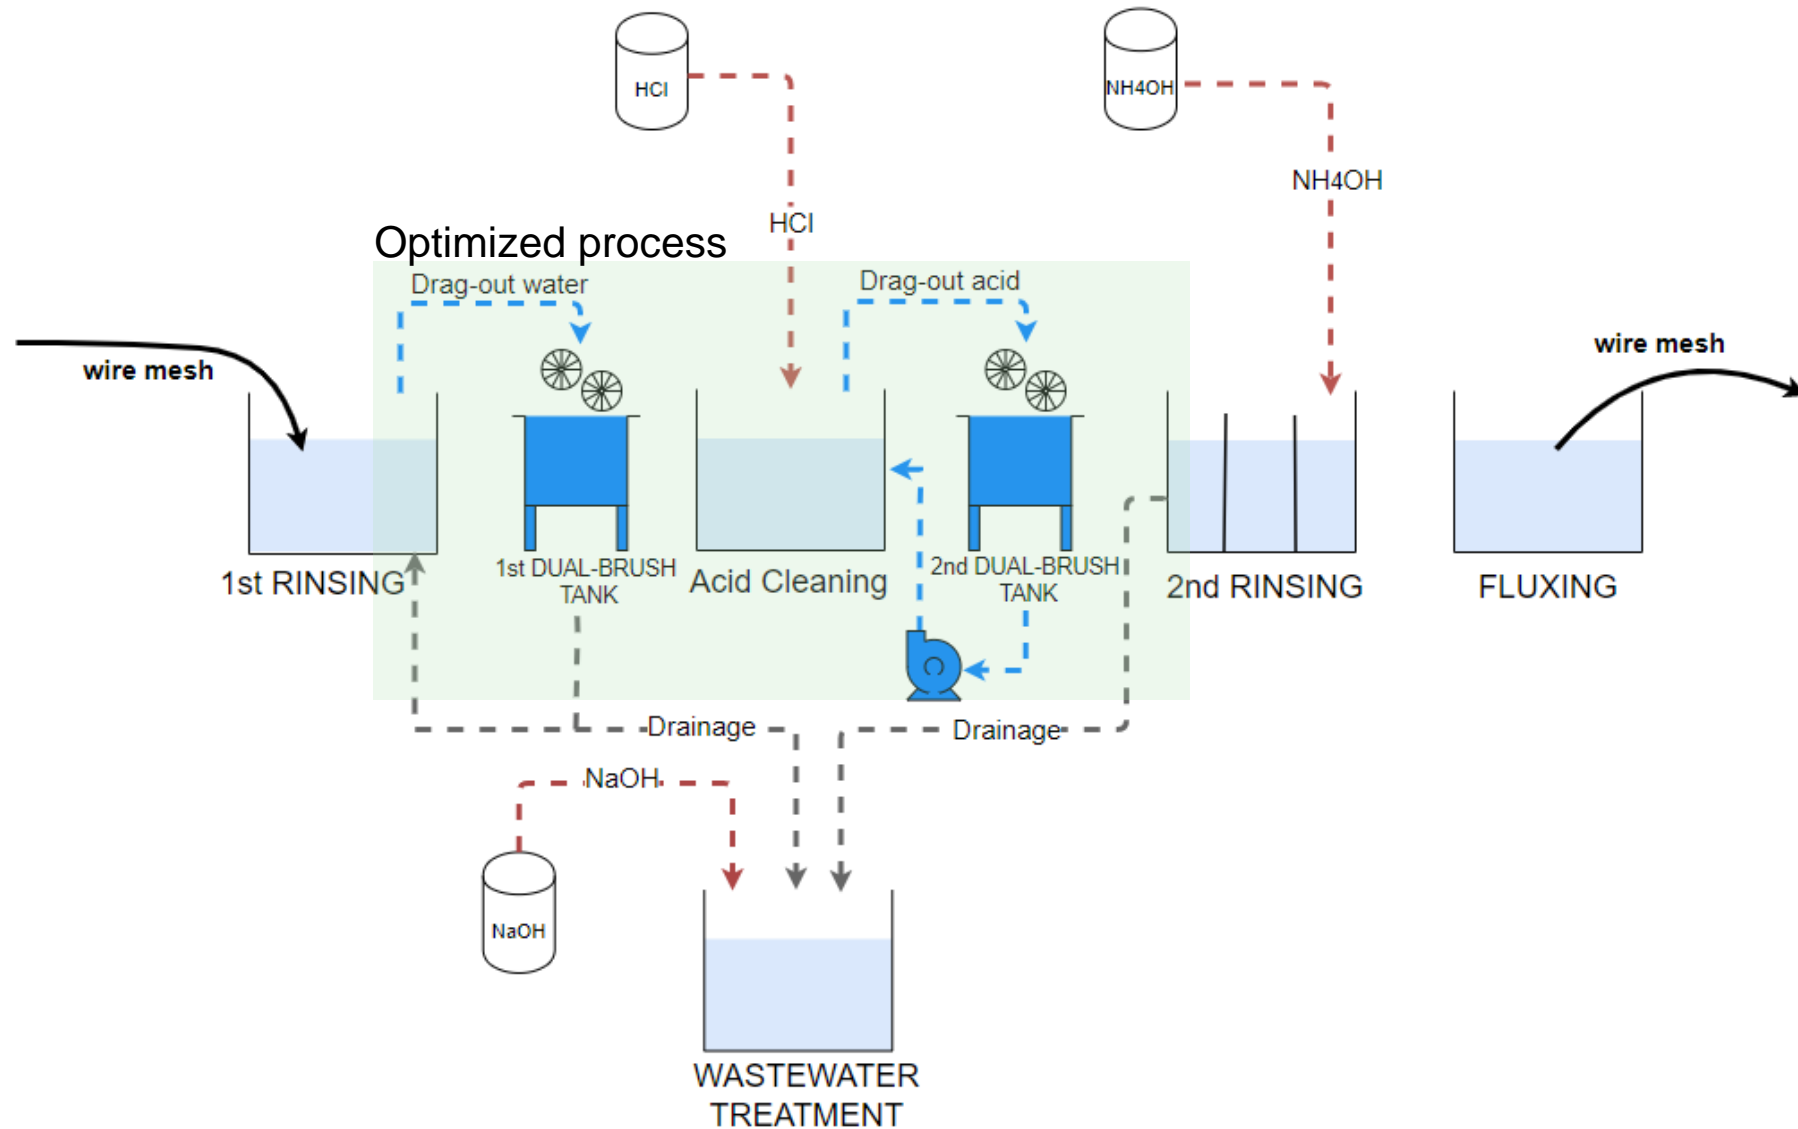 HCl
NH4OH
NH4OH
HCl
Optimized process
Drag-out water
Drag-out acid
wire mesh
wire mesh
1st RINSING
1st DUAL-BRUSH
TANK
Acid Cleaning
2nd DUAL-BRUSH
TANK
2nd RINSING
FLUXING
Drainage
Drainage
NaOH
NaOH
WASTEWATER
TREATMENT